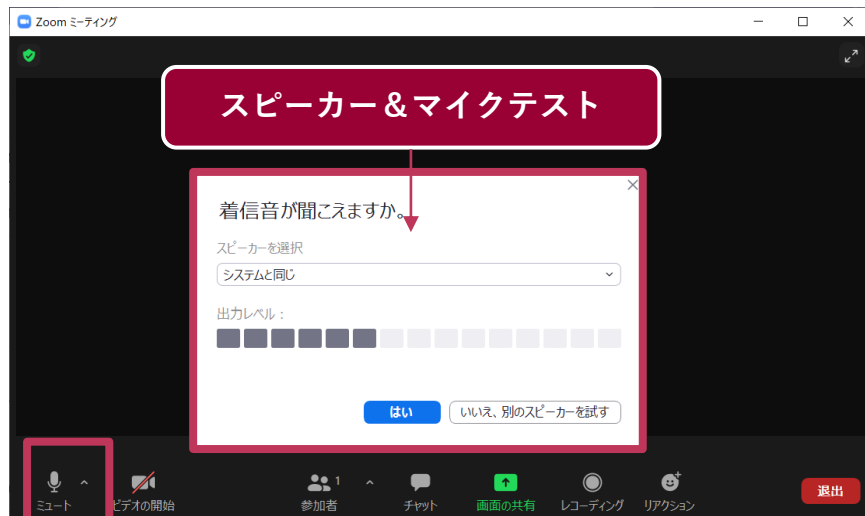 Zoom ミーティング
スピーカー＆マイクテスト
着信音が聞こえますか。
スピーカーを選択
システムと同じ
出力レベル：
はい
いいえ、別のスピーカーを試す
ミュート
ビデオの開始
1
参加者
チャット
画面の共有
レコーディング
リアクション
退出